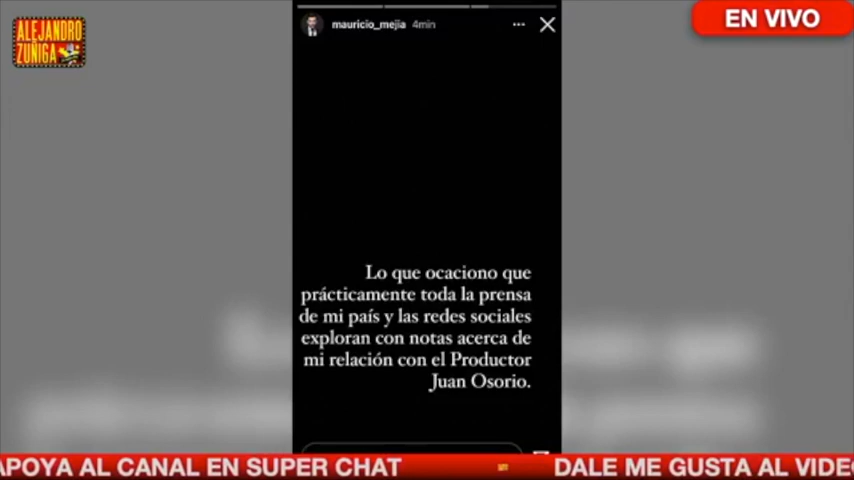 ALEJANDRO
ZUÑIGA
mauricio_mejia 4min
EN VIVO
Lo que ocaciono que
prácticamente toda la prensa
de mi país y las redes sociales
exploran con notas acerca de
mi relación con el Productor
Juan Osorio.
APOYA AL CANAL EN SUPER CHAT
DALE ME GUSTA AL VIDEO